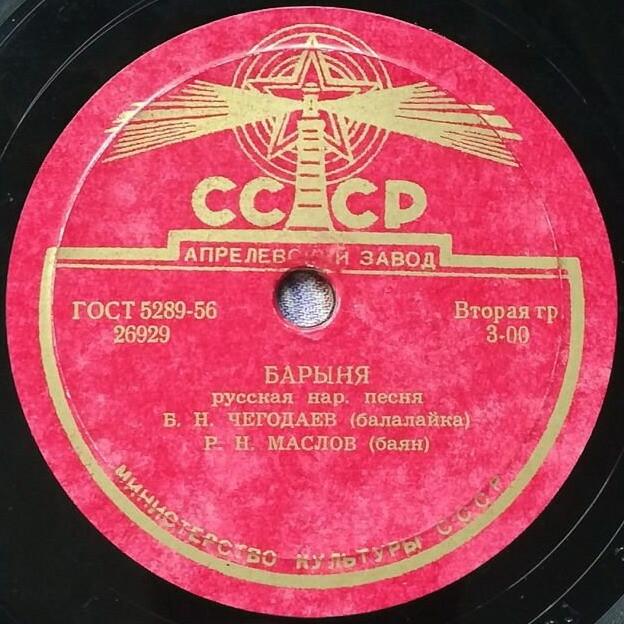 СССР
АПРЕЛЕВСКИЙ ЗАВОД
ГОСТ 5289-56
26929
Вторая гр.
3-00
БАРЫНЯ
русская нар. песня
Б. Н. ЧЕГОДАЕВ (балалайка)
Р. Н. МАСЛОВ (баян)
МИНИСТЕРСТВО КУЛЬТУРЫ СССР